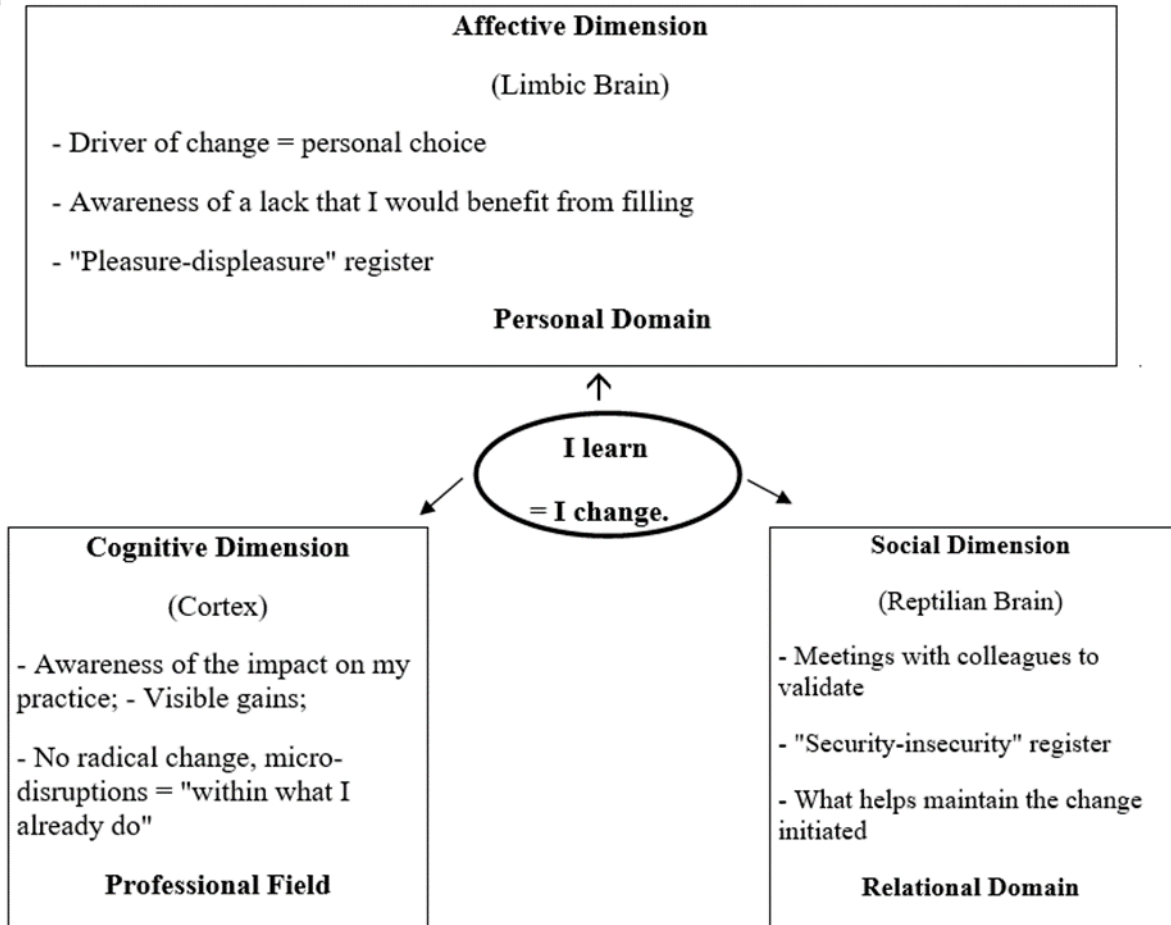 Affective Dimension
(Limbic Brain)
- Driver of change = personal choice
- Awareness of a lack that I would benefit from filling
- "Pleasure-displeasure" register
Personal Domain
I learn
= I change.
Cognitive Dimension
(Cortex)
- Awareness of the impact on my
practice; - Visible gains;
- No radical change, micro-
disruptions = "within what I
already do"
Professional Field
Social Dimension
(Reptilian Brain)
- Meetings with colleagues to
validate
- "Security-insecurity" register
- What helps maintain the change
initiated
Relational Domain